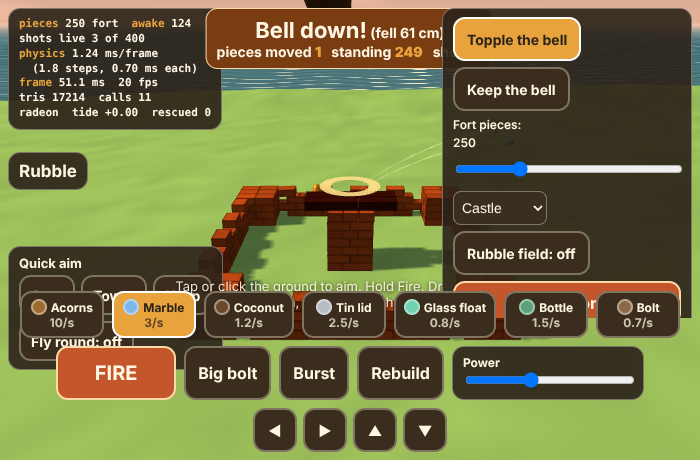 pieces 250 fort awake 124
shots live 3 of 400
physics 1.24 ms/frame
(1.8 steps, 0.70 ms each)
frame 51.1 ms 20 fps
tris 17214 calls 11
radeon tide +0.00 rescued 0
Bell down! (fell 61 cm)
pieces moved 1 standing 249
Topple the bell
Keep the bell
Fort pieces:
250
Castle
Rubble field: off
Rubble
Quick aim
Fly round: off
Tap or click the ground to aim. Hold Fire.
Acorns
10/s
Marble
3/s
Coconut
1.2/s
Tin lid
2.5/s
Glass float
0.8/s
Bottle
1.5/s
Bolt
0.7/s
FIRE
Big bolt
Burst
Rebuild
Power